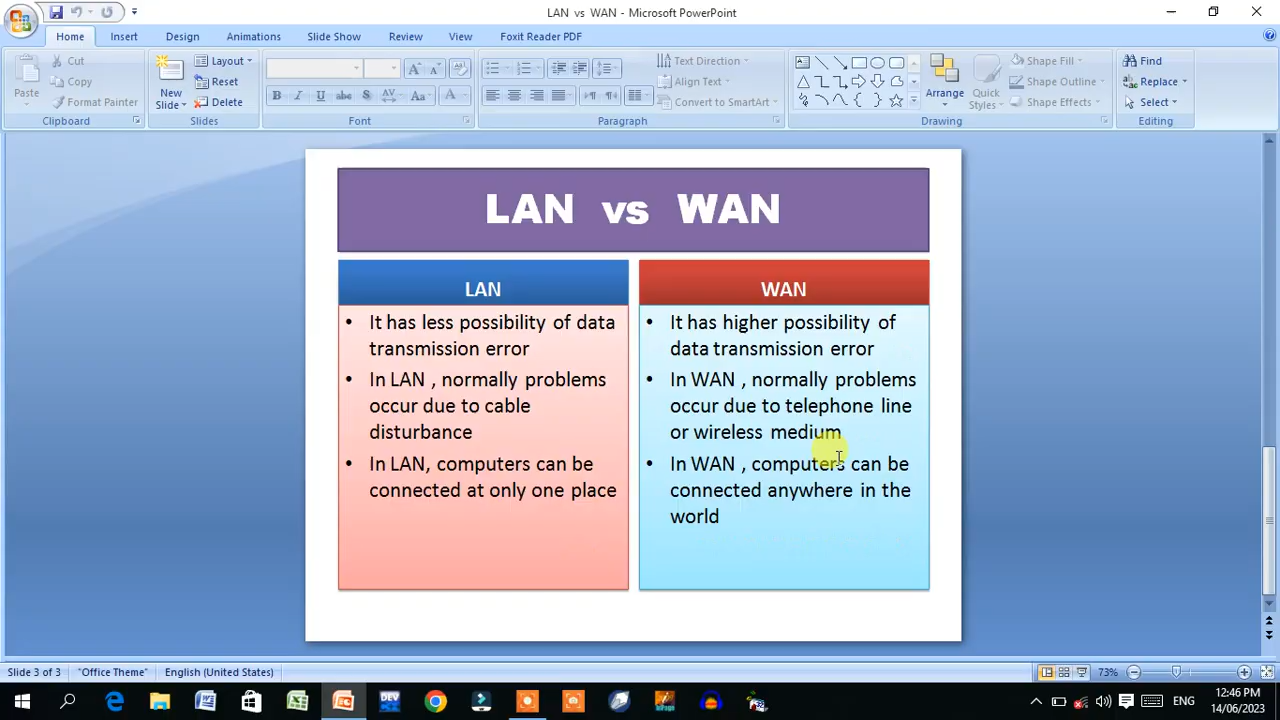 LAN vs WAN - Microsoft PowerPoint
Home Insert Design Animations Slide Show Review View Foxit Reader PDF
Paste
Cut
Copy
Format Painter
Clipboard
New
Slide
Layout
Reset
Delete
Slides
B I U abc S AV Aa A
Font
Text Direction
Align Text
Convert to SmartArt
Paragraph
Arrange
Quick
Styles
Shape Fill
Shape Outline
Shape Effects
Drawing
Find
Replace
Select
Editing
LAN vs WAN
LAN
• It has less possibility of data
transmission error
• In LAN , normally problems
occur due to cable
disturbance
• In LAN, computers can be
connected at only one place
WAN
• It has higher possibility of
data transmission error
• In WAN , normally problems
occur due to telephone line
or wireless medium
• In WAN , computers can be
connected anywhere in the
world
Slide 3 of 3 "Office Theme" English (United States) 73%
DEV
ENG
12:46 PM
14/06/2023